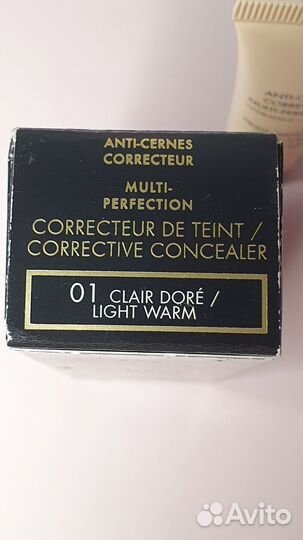 ANTI-CERNES
CORRECTEUR
MULTI-
PERFECTION
CORRECTEUR DE TEINT /
CORRECTIVE CONCEALER
01 CLAIR DORÉ /
LIGHT WARM
Avito